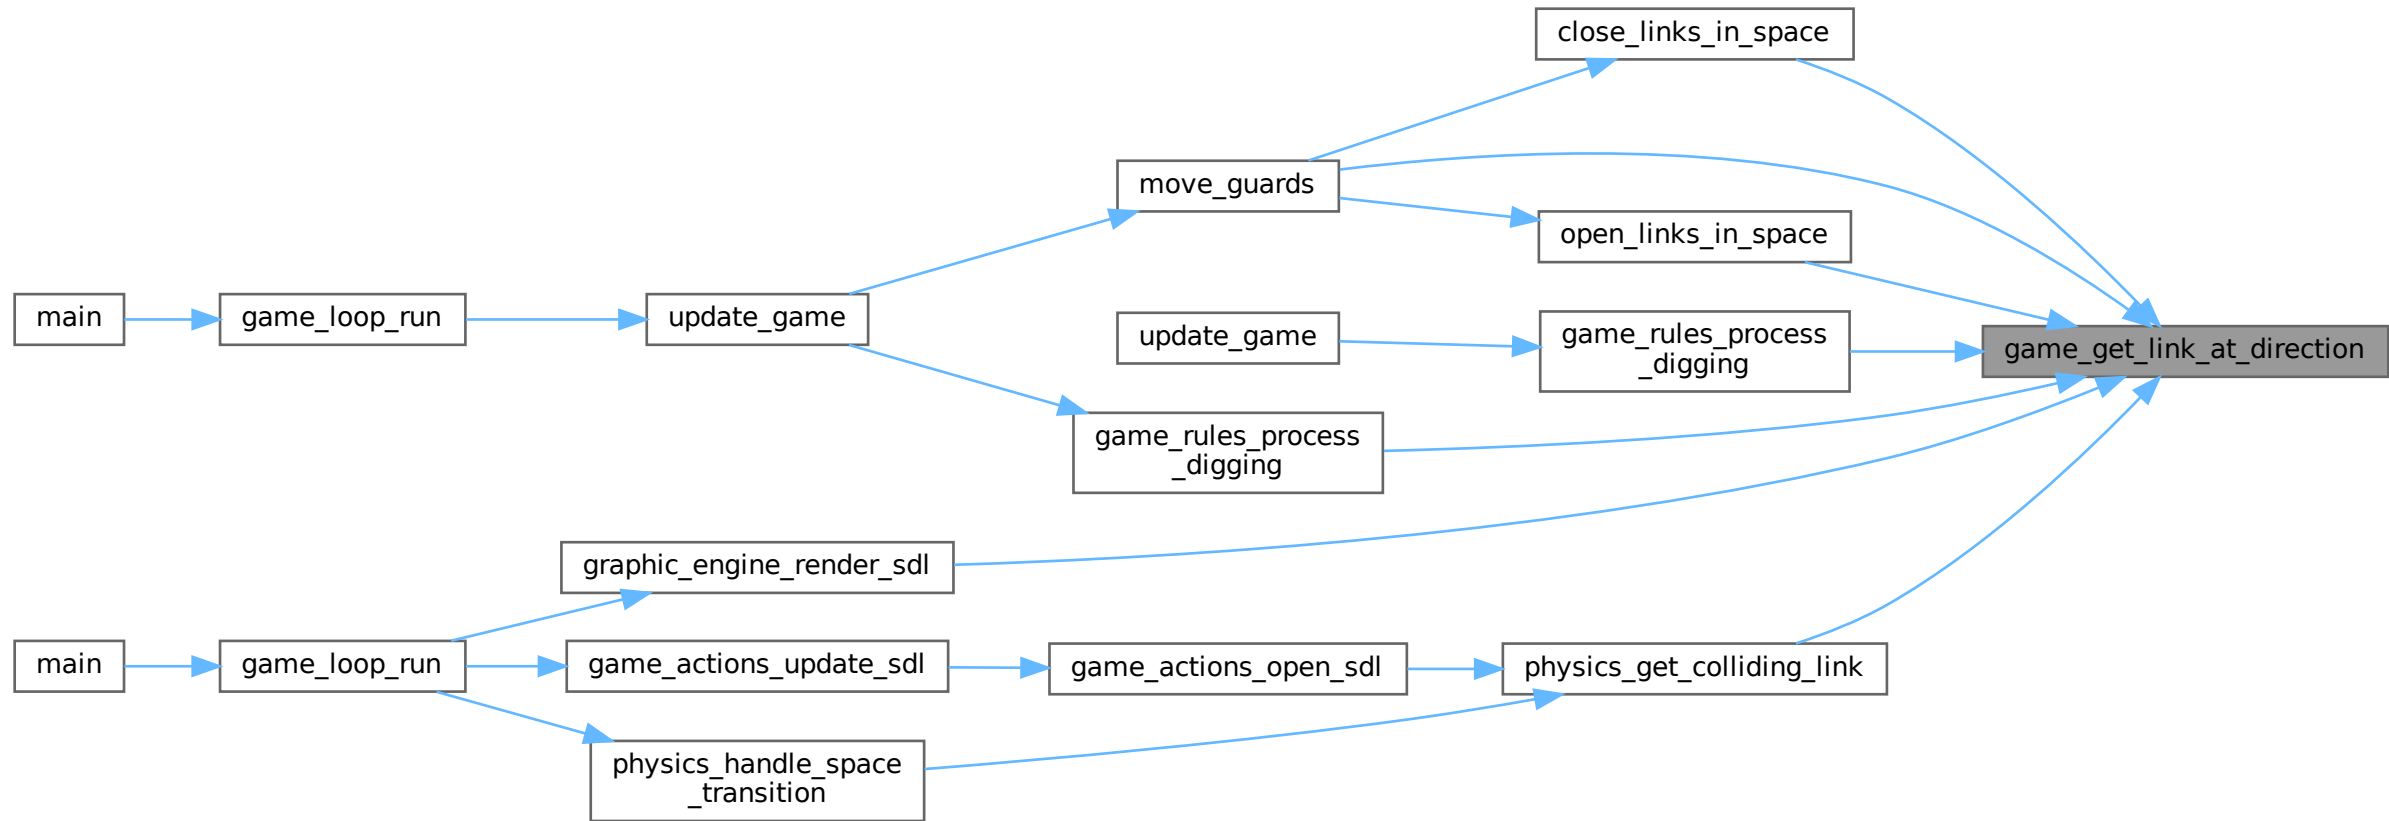 close_links_in_space
move_guards
open_links_in_space
main
game_loop_run
update_game
update_game
game_rules_process
_digging
game_get_link_at_direction
game_rules_process
_digging
graphic_engine_render_sdl
main
game_loop_run
game_actions_update_sdl
game_actions_open_sdl
physics_get_colliding_link
physics_handle_space
_transition